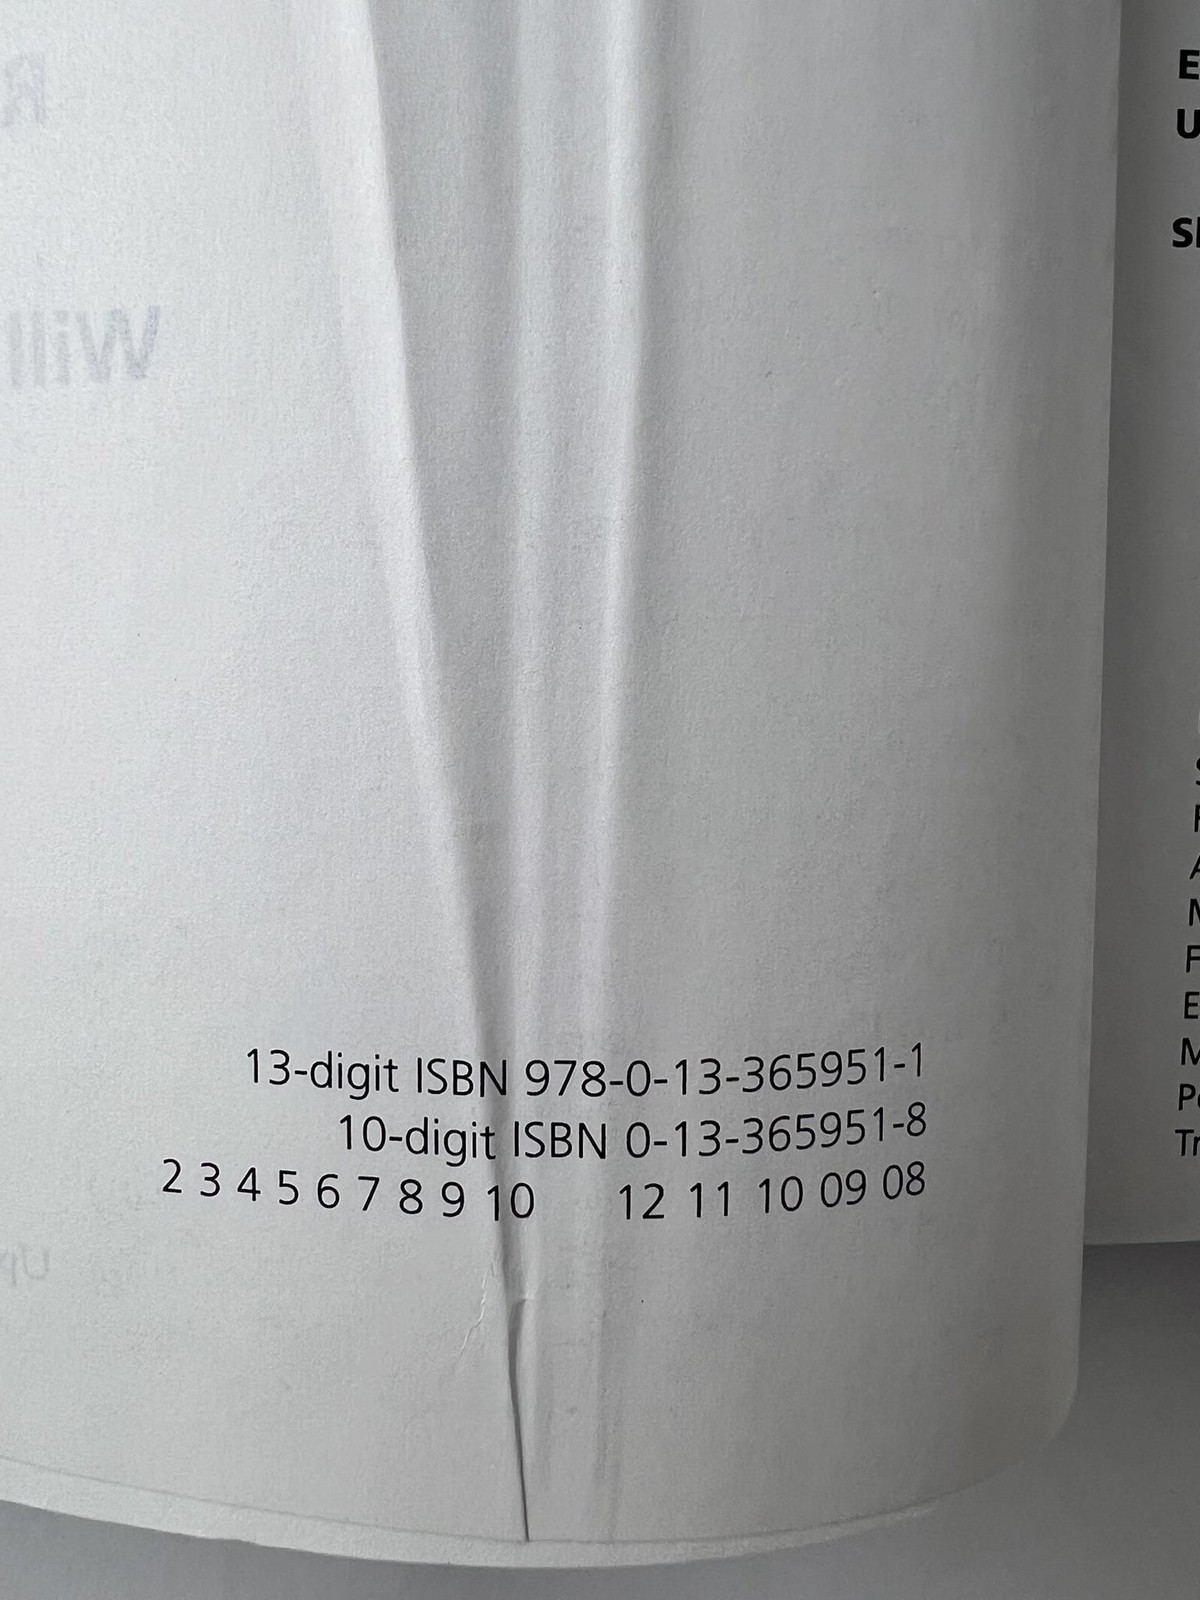 13-digit ISBN 978-0-13-365951-1
10-digit ISBN 0-13-365951-8
2 3 4 5 6 7 8 9 10 12 11 10 09 08
Will